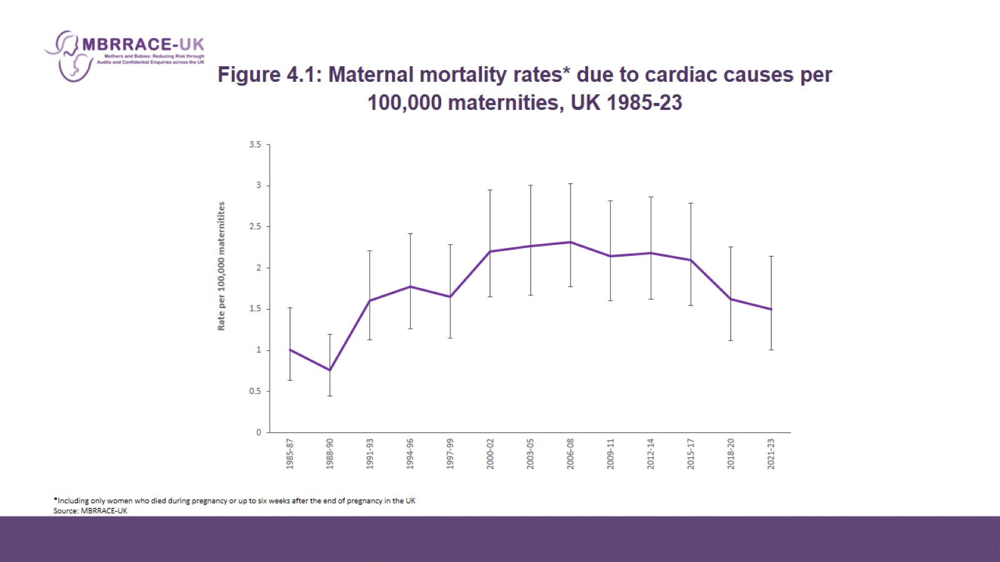 MBRRACE-UK
Mothers and Babies: Reducing Risk through
Audits and Confidential Enquiries across the UK
Figure 4.1: Maternal mortality rates* due to cardiac causes per
100,000 maternities, UK 1985-23
Rate per 100,000 maternitites
3.5
3
2.5
2
1.5
1
0.5
0
1985-87
1988-90
1991-93
1994-96
1997-99
2000-02
2003-05
2006-08
2009-11
2012-14
2015-17
2018-20
2021-23
*Including only women who died during pregnancy or up to six weeks after the end of pregnancy in the UK
Source: MBRRACE-UK